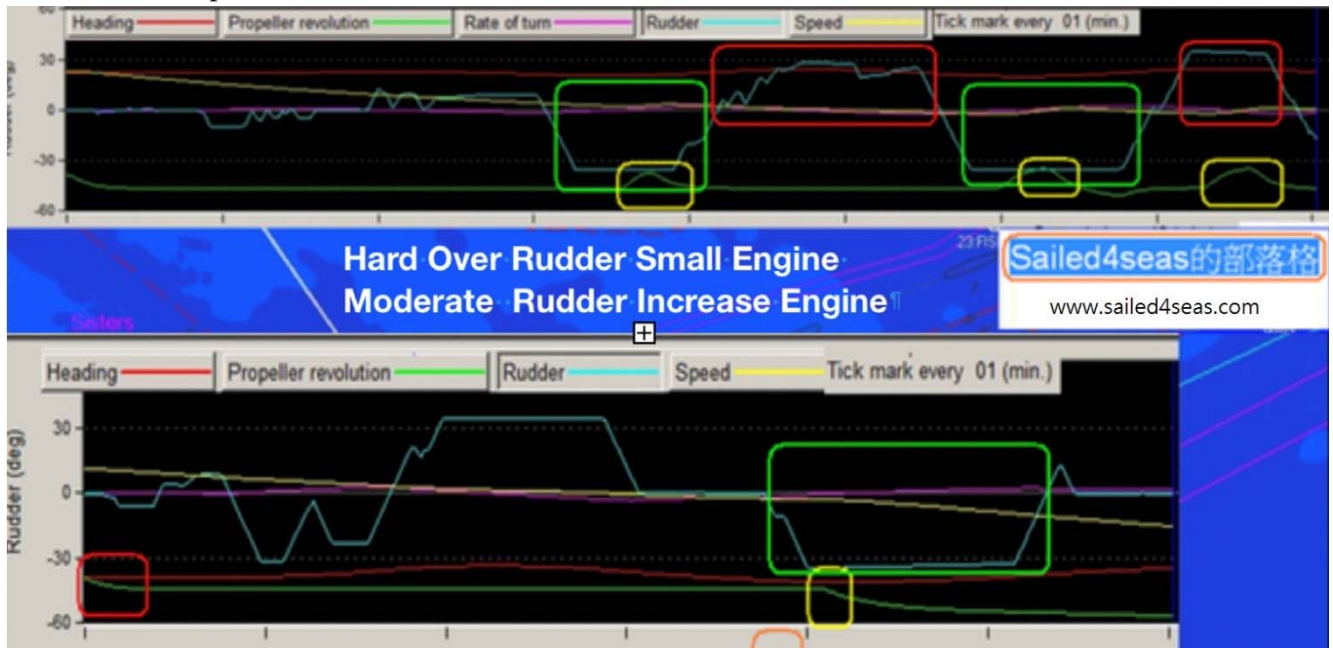 Heading Propeller revolution Rate of turn Rudder Speed Tick mark every 01 (min.)
30
0
-30
-60
Hard Over Rudder Small Engine
Moderate Rudder Increase Engine
Sisters
Sailed4seas的部落格
www.sailed4seas.com
Heading Propeller revolution Rudder Speed Tick mark every 01 (min.)
Rudder (deg)
30
0
-30
-60